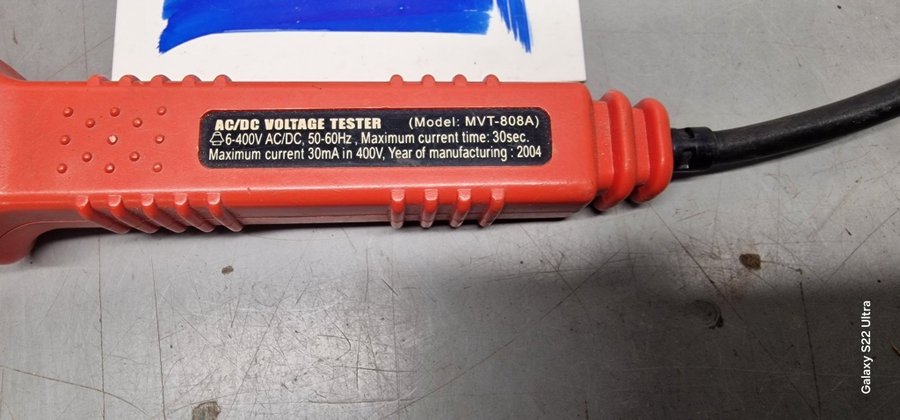 AC/DC VOLTAGE TESTER (Model: MVT-808A)
6-400V AC/DC, 50-60Hz , Maximum current time: 30sec.
Maximum current 30mA in 400V, Year of manufacturing : 2004
Galaxy S22 Ultra